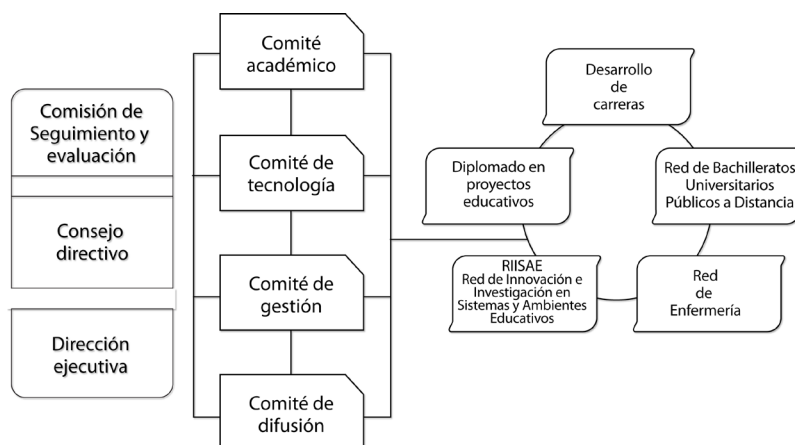 Comisión de
Seguimiento y
evaluación
Consejo
directivo
Dirección
ejecutiva
Comité
académico
Comité de
tecnología
Comité de
gestión
Comité de
difusión
Desarrollo
de
carreras
Diplomado en
proyectos
educativos
Red de Bachilleratos
Universitarios
Públicos a Distancia
RIISAE
Red de Innovación e
Investigación en
Sistemas y Ambientes
Educativos
Red
de
Enfermería